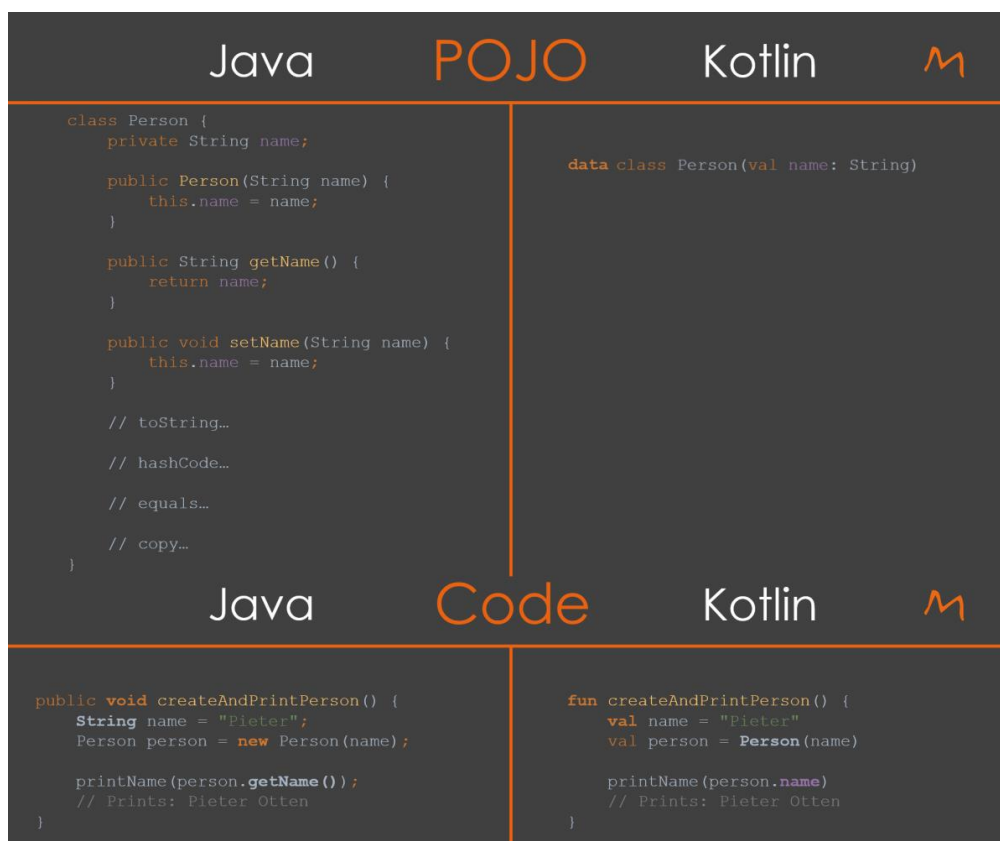 Java POJO Kotlin
class Person {
private String name;
public Person(String name) {
this.name = name;
}
public String getName() {
return name;
}
public void setName(String name) {
this.name = name;
}
// toString…
// hashCode…
// equals…
// copy…
}
data class Person(val name: String)
Java Code Kotlin
public void createAndPrintPerson() {
String name = "Pieter";
Person person = new Person(name);
printName(person.getName());
// Prints: Pieter Otten
}
fun createAndPrintPerson() {
val name = "Pieter"
val person = Person(name)
printName(person.name)
// Prints: Pieter Otten
}